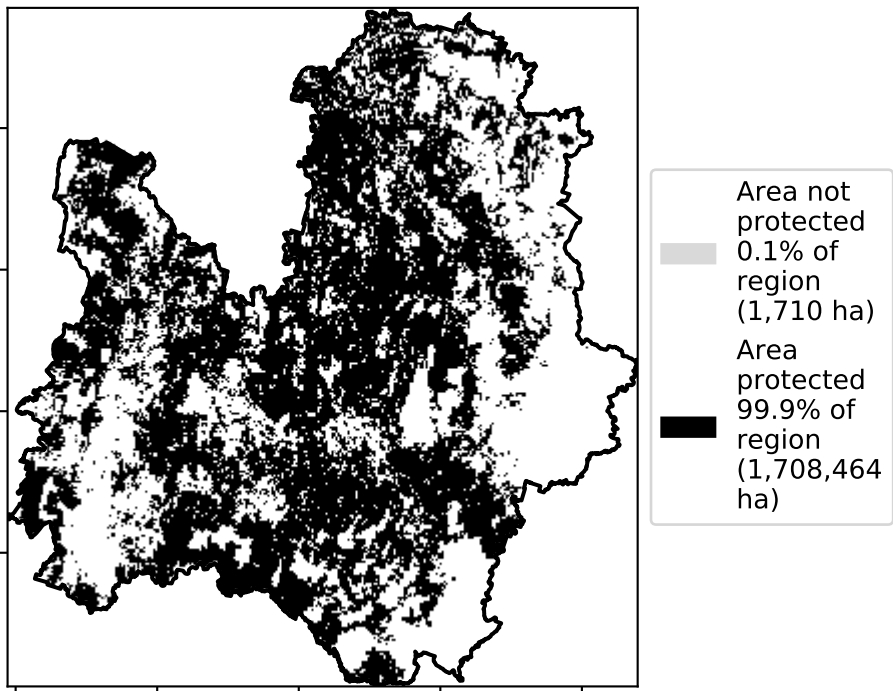 Area not
protected
0.1% of
region
(1,710 ha)
Area
protected
99.9% of
region
(1,708,464
ha)